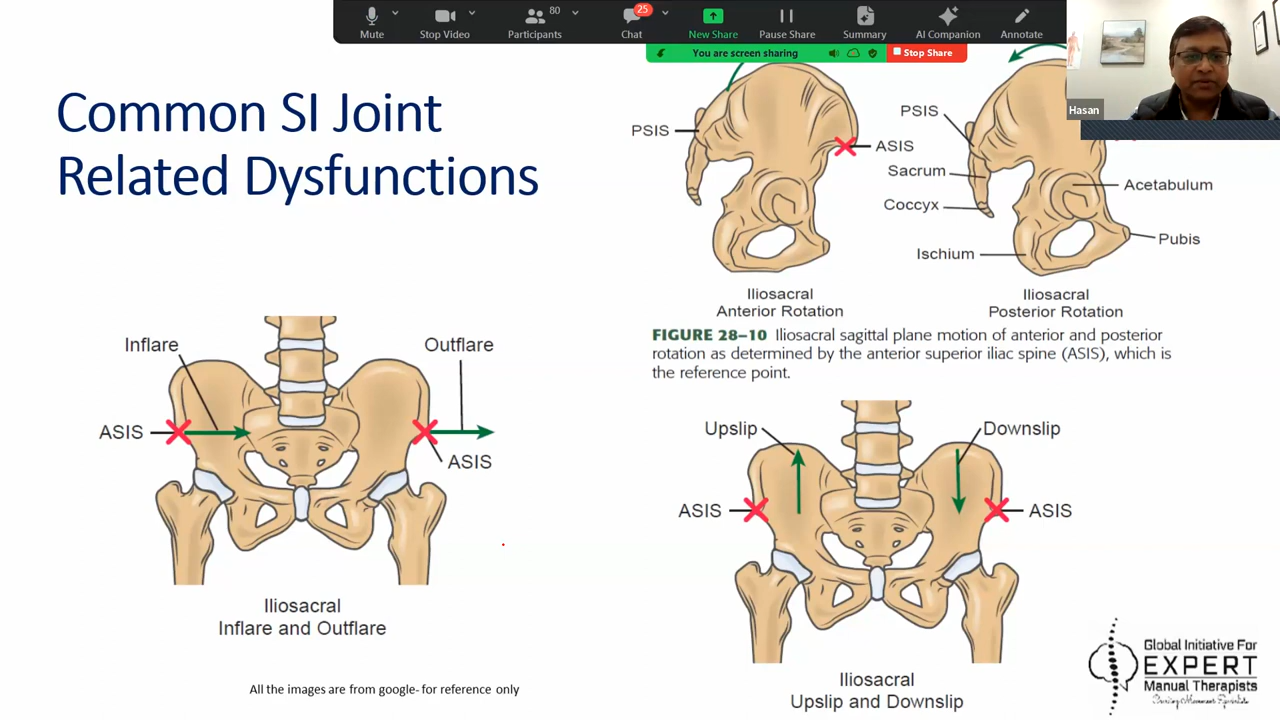 80
25
Mute
Stop Video
Participants
Chat
New Share
Pause Share
Summary
AI Companion
Annotate
You are screen sharing
Stop Share
Hasan
Common SI Joint
Related Dysfunctions
PSIS
ASIS
PSIS
Sacrum
Coccyx
Ischium
Acetabulum
Pubis
Iliosacral
Anterior Rotation
Iliosacral
Posterior Rotation
FIGURE 28–10 Iliosacral sagittal plane motion of anterior and posterior
rotation as determined by the anterior superior iliac spine (ASIS), which is
the reference point.
Inflare
Outflare
ASIS
ASIS
Iliosacral
Inflare and Outflare
Upslip
Downslip
ASIS
ASIS
Iliosacral
Upslip and Downslip
All the images are from google- for reference only
Global Initiative For
EXPERT
Manual Therapists